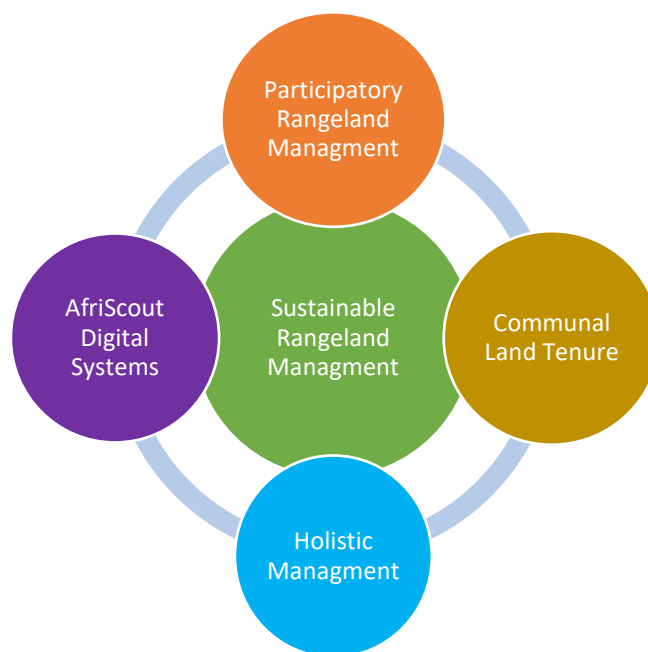 Participatory
Rangeland
Managment
AfriScout
Digital
Systems
Sustainable
Rangeland
Managment
Communal
Land Tenure
Holistic
Managment